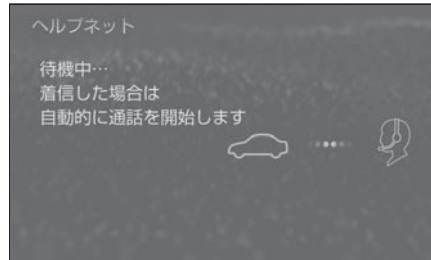 ヘルプネット
待機中…
着信した場合は
自動的に通話を開始します